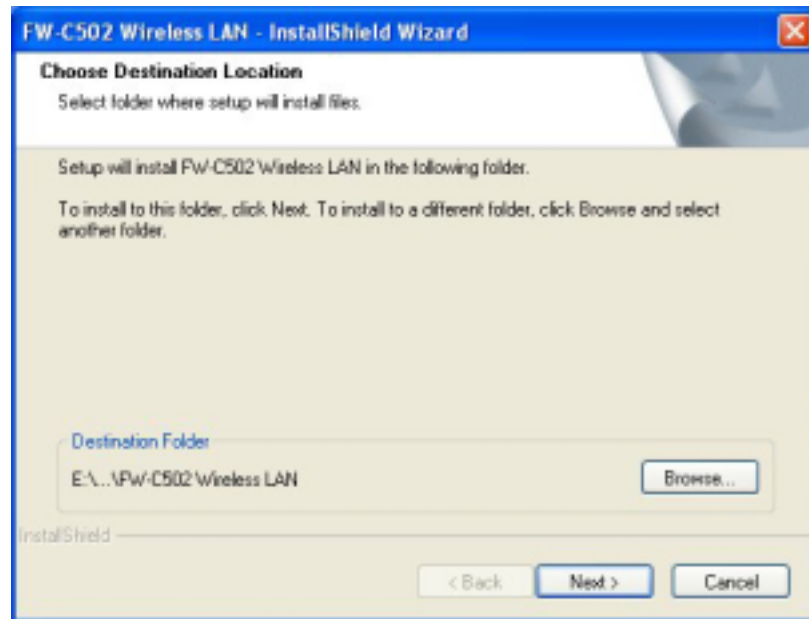 FW-C502 Wireless LAN - InstallShield Wizard
Choose Destination Location
Select folder where setup will install files.
Setup will install FW-C502 Wireless LAN in the following folder.
To install to this folder, click Next. To install to a different folder, click Browse and select
another folder.
Destination Folder
E:\...\FW-C502 Wireless LAN
Browse...
InstallShield
< Back
Next >
Cancel